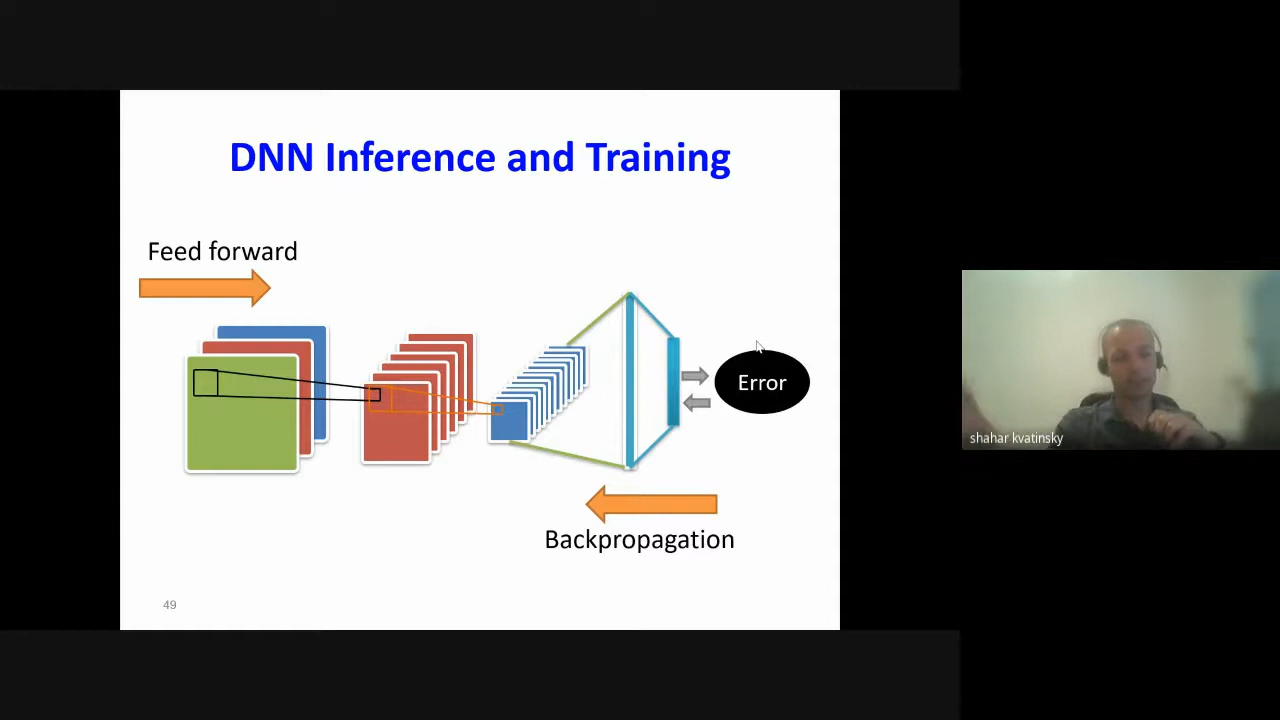 DNN Inference and Training
Feed forward
Error
Backpropagation
49
shahar kvatinsky